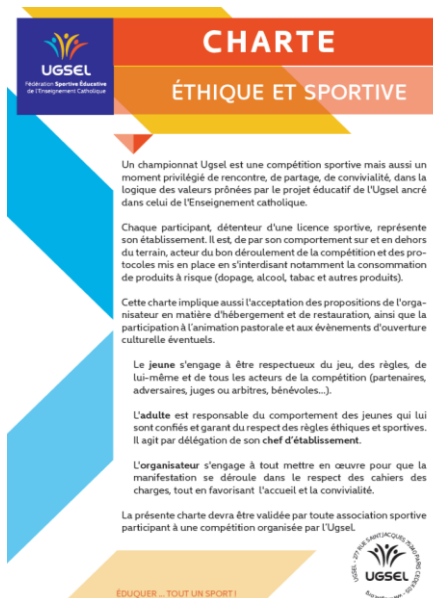 CHARTE
UGSEL
Fédération Sportive Éducative
de l'Enseignement Catholique
ÉTHIQUE ET SPORTIVE
Un championnat Ugsel est une compétition sportive mais aussi un
moment privilégié de rencontre, de partage, de convivialité, dans la
logique des valeurs prônées par le projet éducatif de l'Ugsel ancré
dans celui de l'Enseignement catholique.
Chaque participant, détenteur d'une licence sportive, représente
son établissement. Il est, de par son comportement sur et en dehors
du terrain, acteur du bon déroulement de la compétition et des pro-
tocoles mis en place en s'interdisant notamment la consommation
de produits à risque (dopage, alcool, tabac et autres produits).
Cette charte implique aussi l'acceptation des propositions de l'orga-
nisateur en matière d'hébergement et de restauration, ainsi que la
participation à l'animation pastorale et aux évènements d'ouverture
culturelle éventuels.
Le jeune s'engage à être respectueux du jeu, des règles, de
lui-même et de tous les acteurs de la compétition (partenaires,
adversaires, juges ou arbitres, bénévoles...).
L'adulte est responsable du comportement des jeunes qui lui
sont confiés et garant du respect des règles éthiques et sportives.
Il agit par délégation de son chef d'établissement.
L'organisateur s'engage à tout mettre en œuvre pour que la
manifestation se déroule dans le respect des cahiers des
charges, tout en favorisant l'accueil et la convivialité.
La présente charte devra être validée par toute association sportive
participant à une compétition organisée par l'Ugsel.
UGSEL - 277 RUE SAINT JACQUES 75240 PARIS CEDEX 05
UGSEL
ÉDUQUER ... TOUT UN SPORT !